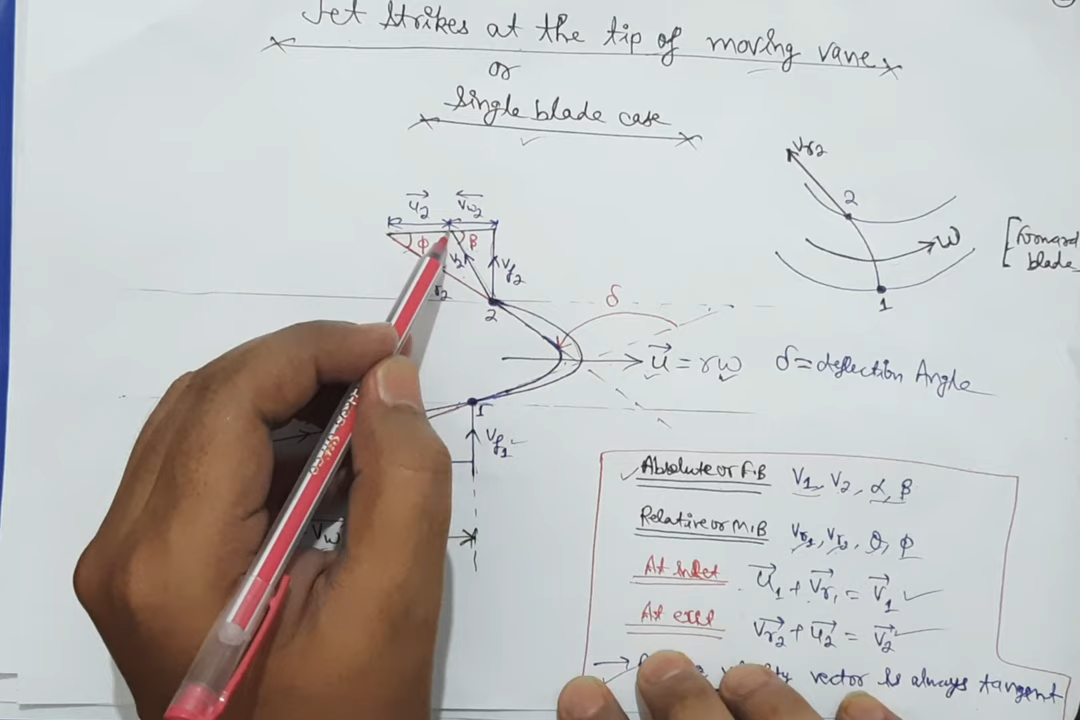 Jet strikes at the tip of moving vane
or
Single blade case
u2 Vw2
φ β
V2 Vf2
r2
2
δ
1
Vf1
Vw
u = rω δ = deflection Angle
Vr2
2
ω
1
[forward
blade
Absolute or F.B V1, V2, α, β
Relative or M.B Vr1, Vr2, θ, φ
At inlet u1 + Vr1 = V1
At exit Vr2 + u2 = V2
→ vector is always tangent